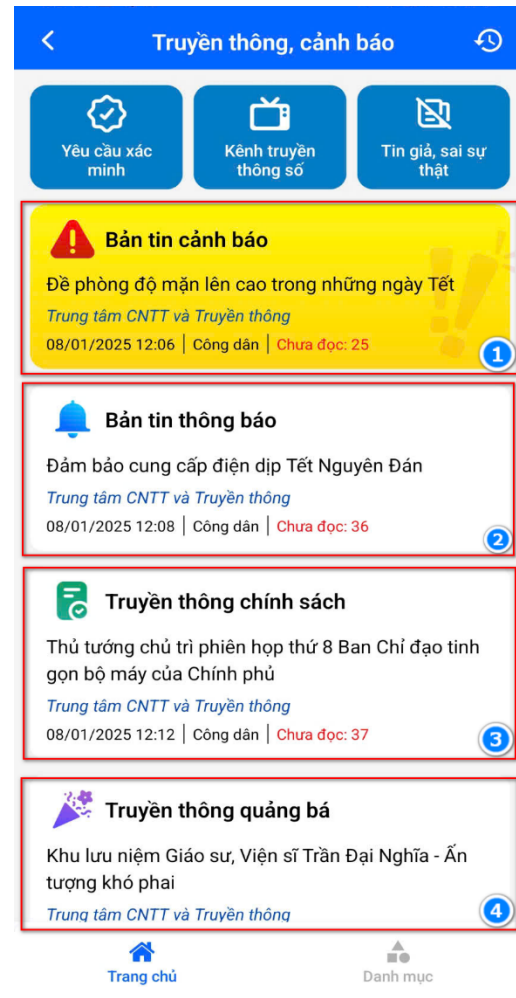 Truyền thông, cảnh báo
Yêu cầu xác
minh
Kênh truyền
thông số
Tin giả, sai sự
thật
Bản tin cảnh báo
Đề phòng độ mặn lên cao trong những ngày Tết
Trung tâm CNTT và Truyền thông
08/01/2025 12:06 | Công dân | Chưa đọc: 25
1
Bản tin thông báo
Đảm bảo cung cấp điện dịp Tết Nguyên Đán
Trung tâm CNTT và Truyền thông
08/01/2025 12:08 | Công dân | Chưa đọc: 36
2
Truyền thông chính sách
Thủ tướng chủ trì phiên họp thứ 8 Ban Chỉ đạo tinh
gọn bộ máy của Chính phủ
Trung tâm CNTT và Truyền thông
08/01/2025 12:12 | Công dân | Chưa đọc: 37
3
Truyền thông quảng bá
Khu lưu niệm Giáo sư, Viện sĩ Trần Đại Nghĩa - Ấn
tượng khó phai
Trung tâm CNTT và Truyền thông
4
Trang chủ
Danh mục